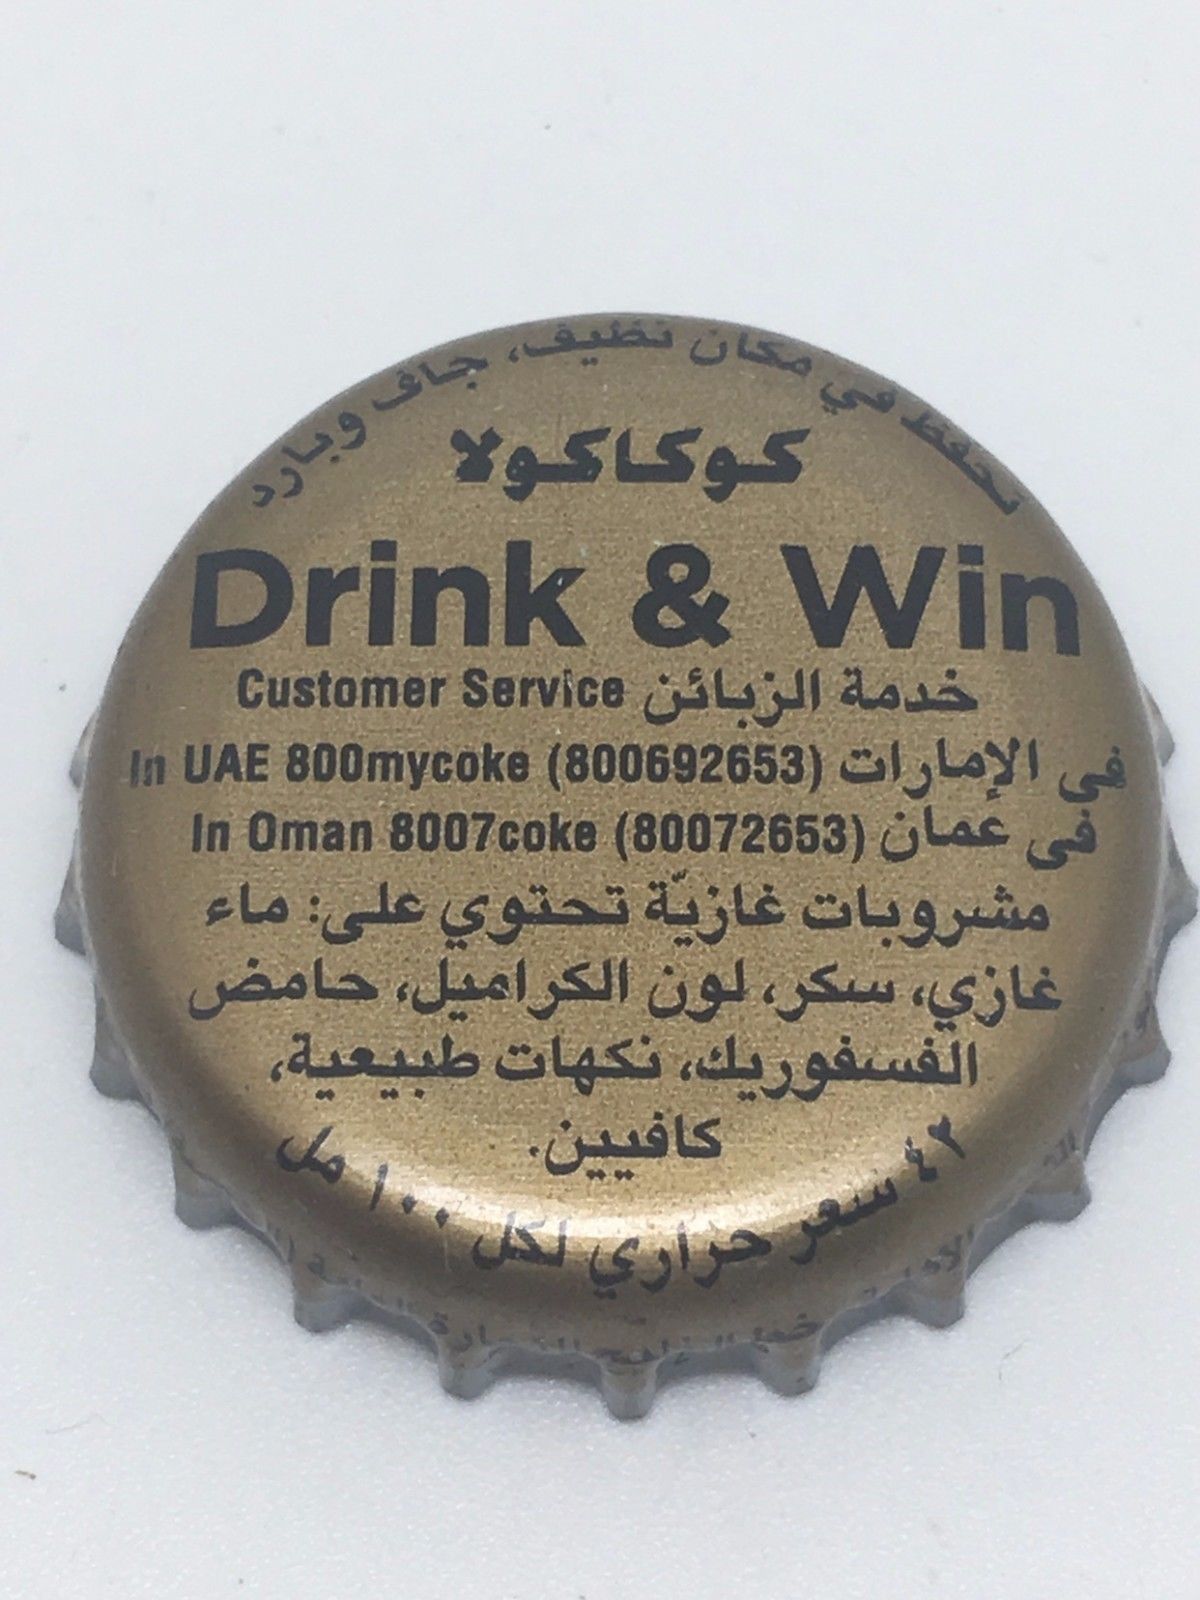 تحفظ في مكان نظيف، جاف وبارد
كوكاكولا
Drink & Win
Customer Service خدمة الزبائن
In UAE 800mycoke (800692653) في الإمارات
In Oman 8007coke (80072653) في عمان
مشروبات غازيّة تحتوي على: ماء
غازي، سكر، لون الكراميل، حامض
الفسفوريك، نكهات طبيعية،
كافيين.
٤٢ سعر حراري لكل ١٠٠ مل